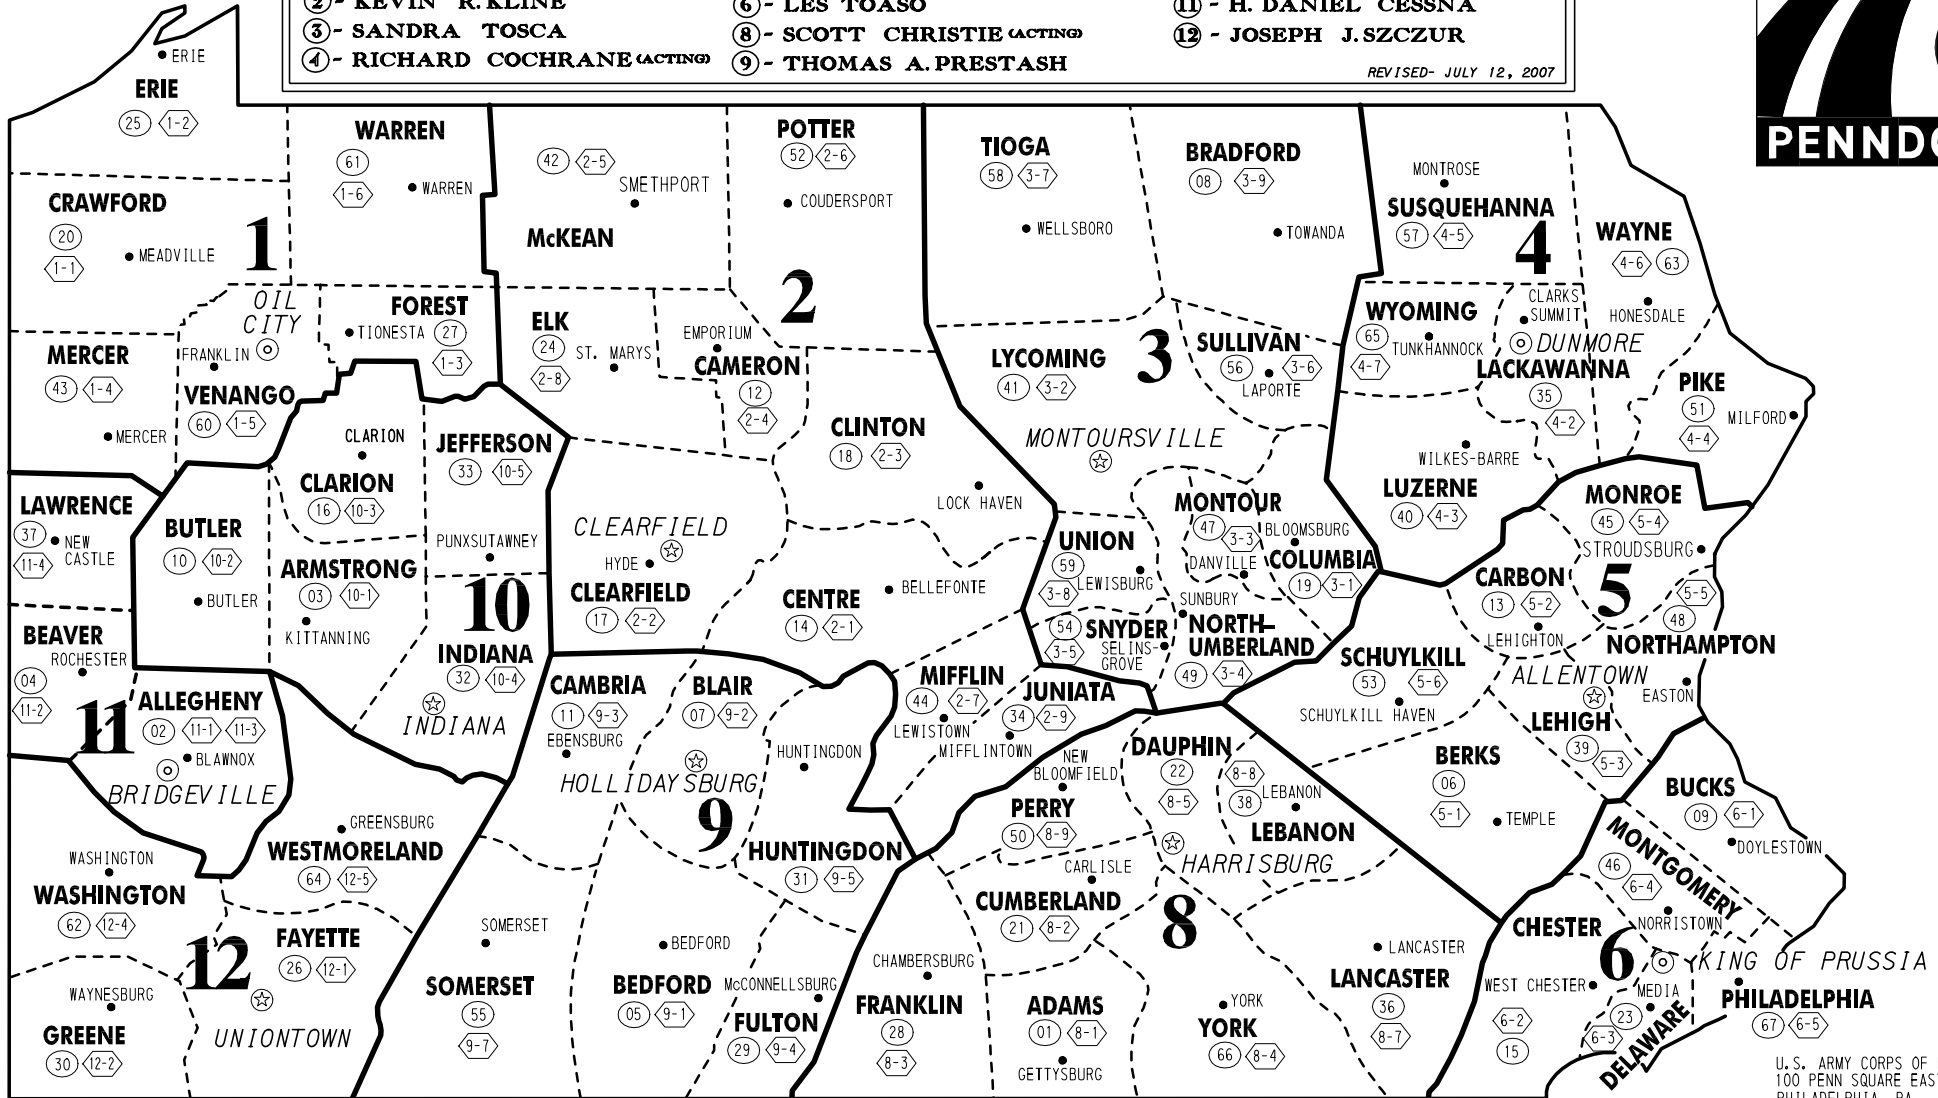 ② - KEVIN R. KLINE
③ - SANDRA TOSCA
④ - RICHARD COCHRANE (ACTING)
⑥ - LES TOASO
⑧ - SCOTT CHRISTIE (ACTING)
⑨ - THOMAS A. PRESTASH
⑪ - H. DANIEL CESSNA
⑫ - JOSEPH J. SZCZUR
REVISED- JULY 12, 2007
ERIE
ERIE
25 1-2
WARREN
61
1-6
WARREN
42 2-5
SMETHPORT
McKEAN
POTTER
52 2-6
COUDERSPORT
TIOGA
58 3-7
WELLSBORO
BRADFORD
08 3-9
TOWANDA
MONTROSE
SUSQUEHANNA
57 4-5
4
WAYNE
4-6 63
HONESDALE
CRAWFORD
20
1-1
MEADVILLE
1
OIL
CITY
FOREST
TIONESTA 27
1-3
MERCER
43 1-4
MERCER
FRANKLIN
VENANGO
60 1-5
ELK
24
2-8
ST. MARYS
EMPORIUM
CAMERON
12
2-4
2
CLINTON
18 2-3
LOCK HAVEN
LYCOMING
41 3-2
3
SULLIVAN
56 3-6
LAPORTE
MONTOURSVILLE
WYOMING
65
4-7
TUNKHANNOCK
CLARKS
SUMMIT
DUNMORE
LACKAWANNA
35
4-2
PIKE
51
4-4
MILFORD
WILKES-BARRE
LUZERNE
40 4-3
CLARION
CLARION
16 10-3
JEFFERSON
33 10-5
PUNXSUTAWNEY
LAWRENCE
37
11-4
NEW
CASTLE
BUTLER
10 10-2
BUTLER
ARMSTRONG
03 10-1
KITTANNING
10
INDIANA
32 10-4
INDIANA
CLEARFIELD
HYDE
CLEARFIELD
17 2-2
CENTRE
14 2-1
BELLEFONTE
UNION
59
3-8
LEWISBURG
MONTOUR
47
3-3
DANVILLE
BLOOMSBURG
COLUMBIA
19 3-1
54
3-5
SNYDER
SELINS-
GROVE
SUNBURY
NORTH-
UMBERLAND
49 3-4
MONROE
45 5-4
STROUDSBURG
CARBON
13 5-2
LEHIGHTON
5
5-5
48
NORTHAMPTON
EASTON
SCHUYLKILL
53 5-6
SCHUYLKILL HAVEN
ALLENTOWN
LEHIGH
39
5-3
BEAVER
ROCHESTER
04
11-2
11
ALLEGHENY
02 11-1 11-3
BLAWNOX
BRIDGEVILLE
CAMBRIA
11 9-3
EBENSBURG
BLAIR
07 9-2
HOLLIDAYSBURG
9
HUNTINGDON
HUNTINGDON
31 9-5
MIFFLIN
44 2-7
LEWISTOWN
JUNIATA
34 2-9
MIFFLINTOWN
NEW
BLOOMFIELD
PERRY
50 8-9
DAUPHIN
22
8-5
8-8
38
LEBANON
LEBANON
BERKS
06
5-1
TEMPLE
BUCKS
09 6-1
DOYLESTOWN
MONTGOMERY
46
6-4
NORRISTOWN
GREENSBURG
WESTMORELAND
64 12-5
WASHINGTON
WASHINGTON
62 12-4
12
FAYETTE
26 12-1
UNIONTOWN
WAYNESBURG
GREENE
30 12-2
SOMERSET
SOMERSET
55
9-7
BEDFORD
BEDFORD
05 9-1
McCONNELLSBURG
FULTON
29 9-4
CARLISLE
CUMBERLAND
21 8-2
HARRISBURG
8
CHAMBERSBURG
FRANKLIN
28
8-3
ADAMS
01 8-1
GETTYSBURG
YORK
YORK
66 8-4
LANCASTER
LANCASTER
36
8-7
CHESTER
WEST CHESTER
6-2
15
6
KING OF PRUSSIA
MEDIA
23
6-3
DELAWARE
PHILADELPHIA
67 6-5
U.S. ARMY CORPS OF
100 PENN SQUARE EAST
PHILADELPHIA, PA